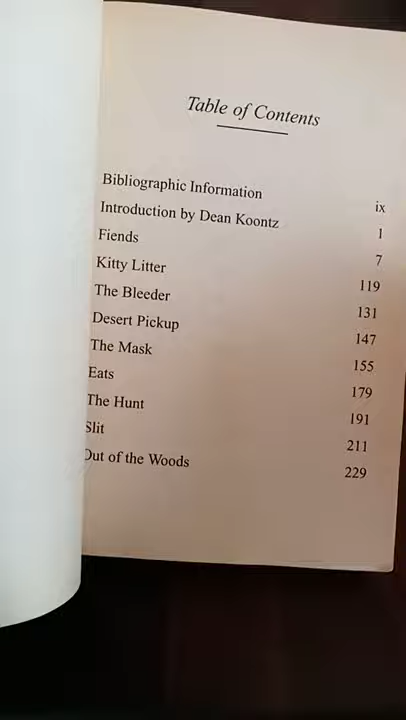 Table of Contents
Bibliographic Information ix
Introduction by Dean Koontz 1
Fiends 7
Kitty Litter 119
The Bleeder 131
Desert Pickup 147
The Mask 155
Eats 179
The Hunt 191
Slit 211
Out of the Woods 229